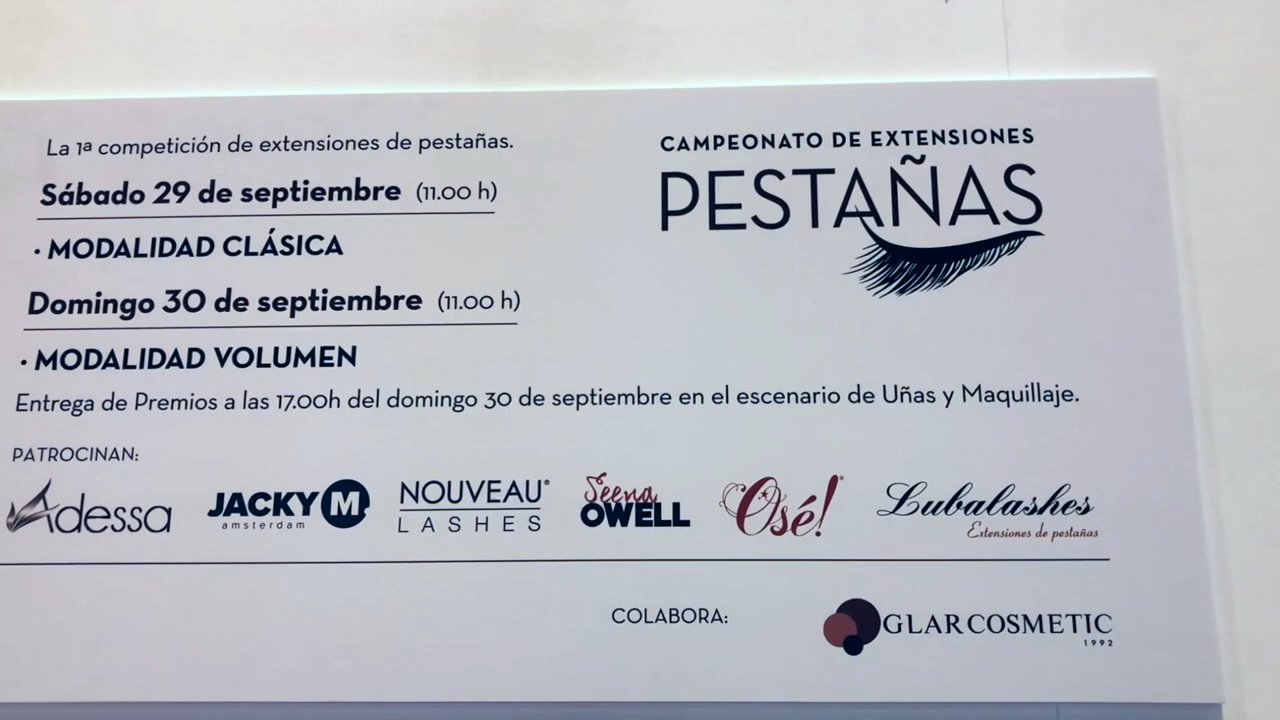 La 1ª competición de extensiones de pestañas.
Sábado 29 de septiembre (11.00 h)
· MODALIDAD CLÁSICA
Domingo 30 de septiembre (11.00 h)
· MODALIDAD VOLUMEN
Entrega de Premios a las 17.00h del domingo 30 de septiembre en el escenario de Uñas y Maquillaje.
CAMPEONATO DE EXTENSIONES
PESTAÑAS
PATROCINAN:
Adessa
JACKY M
amsterdam
NOUVEAU®
LASHES
Seena
OWELL
Osé!®
Lubalashes
Extensiones de pestañas
COLABORA:
GLARCOSMETIC
1992